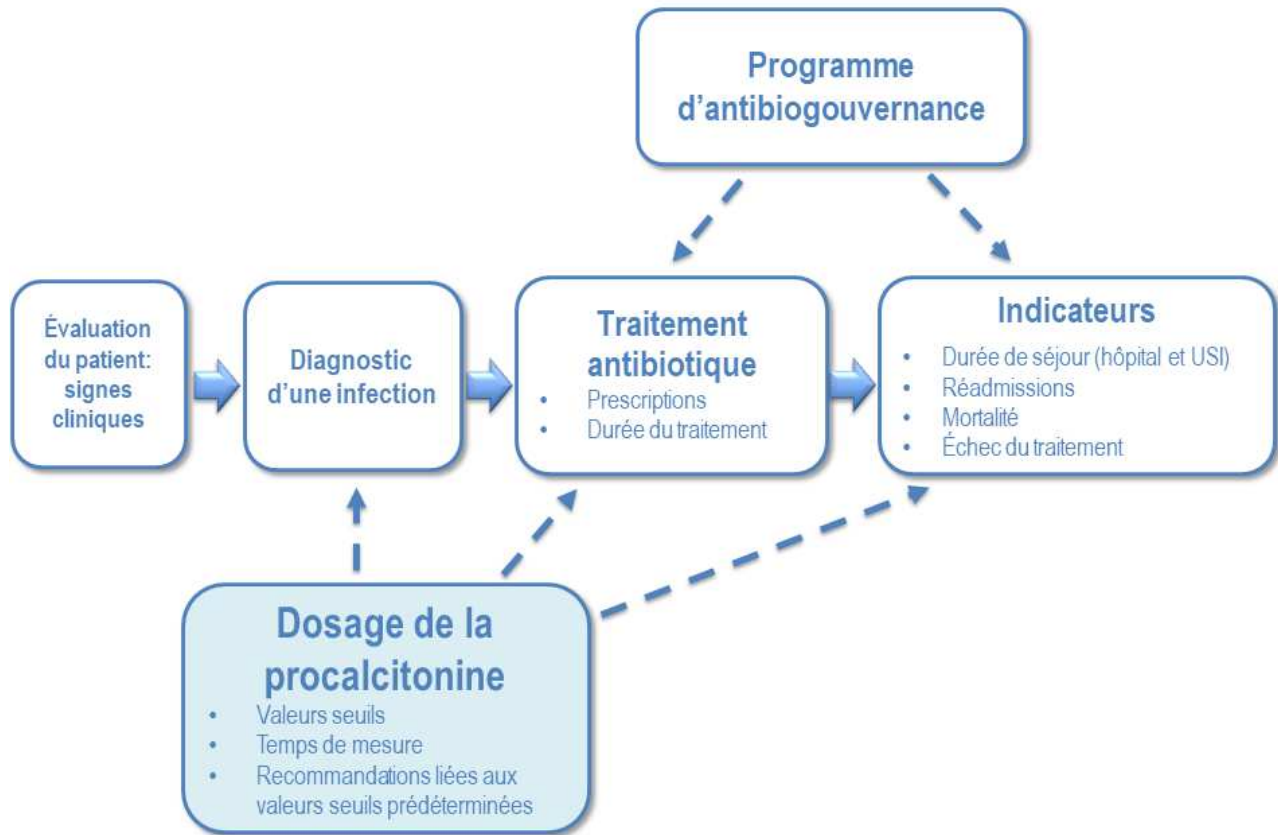 Programme
d'antibiogouvernance
Évaluation
du patient:
signes
cliniques
Diagnostic
d'une infection
Traitement
antibiotique
• Prescriptions
• Durée du traitement
Indicateurs
• Durée de séjour (hôpital et USI)
• Réadmissions
• Mortalité
• Échec du traitement
Dosage de la
procalcitonine
• Valeurs seuils
• Temps de mesure
• Recommandations liées aux
valeurs seuils prédéterminées